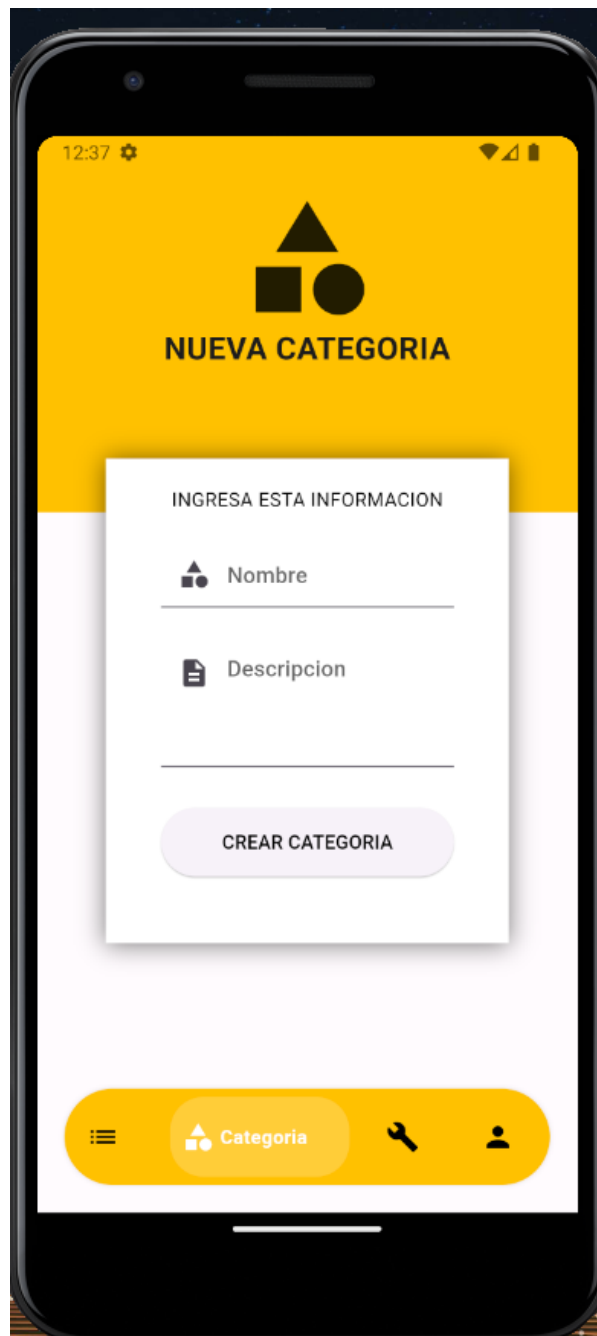 12:37
NUEVA CATEGORIA
INGRESA ESTA INFORMACION
Nombre
Descripcion
CREAR CATEGORIA
Categoria